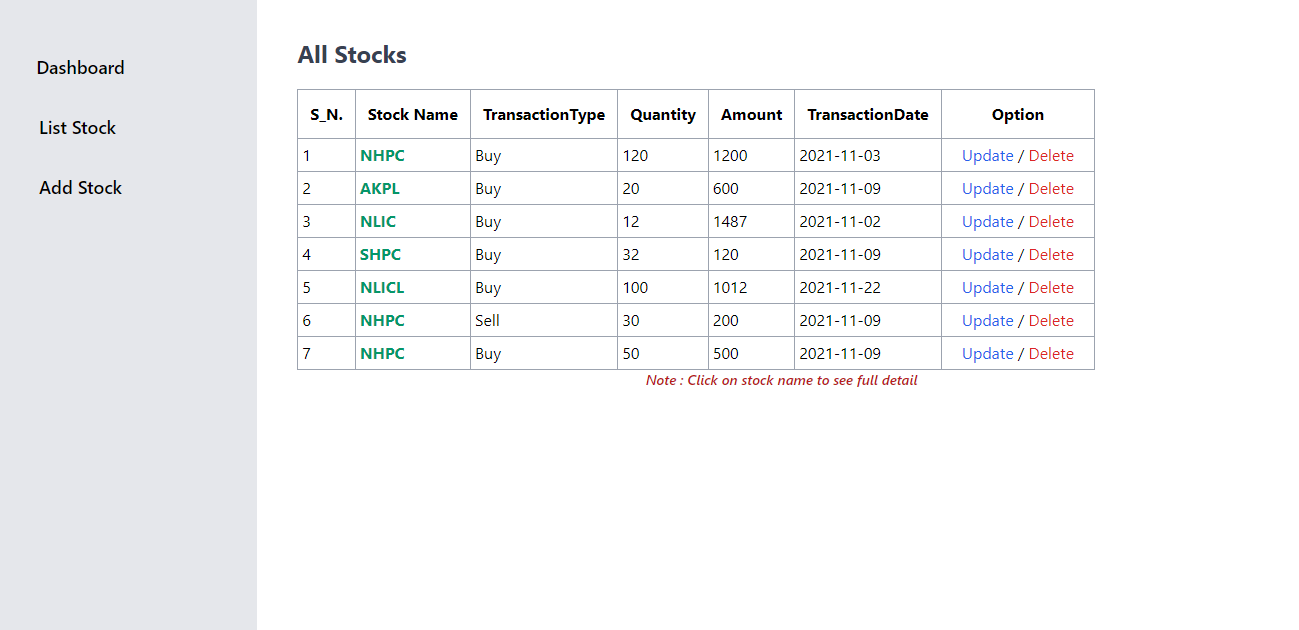 Dashboard
List Stock
Add Stock
All Stocks
S_N. Stock Name TransactionType Quantity Amount TransactionDate Option
1 NHPC Buy 120 1200 2021-11-03 Update / Delete
2 AKPL Buy 20 600 2021-11-09 Update / Delete
3 NLIC Buy 12 1487 2021-11-02 Update / Delete
4 SHPC Buy 32 120 2021-11-09 Update / Delete
5 NLICL Buy 100 1012 2021-11-22 Update / Delete
6 NHPC Sell 30 200 2021-11-09 Update / Delete
7 NHPC Buy 50 500 2021-11-09 Update / Delete
Note : Click on stock name to see full detail